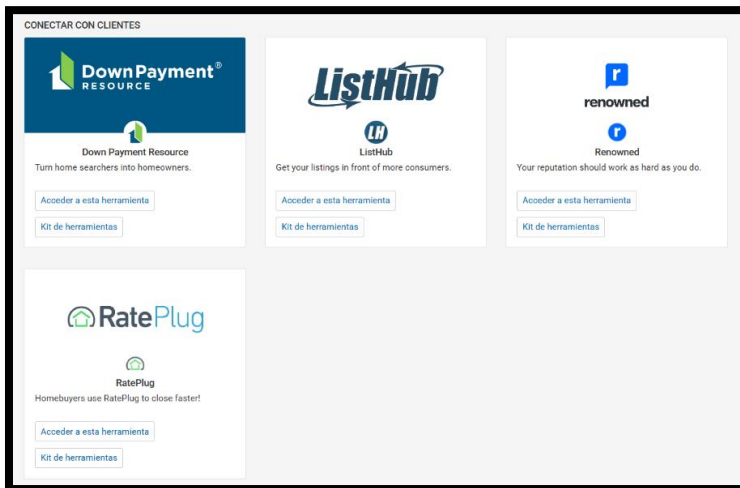 CONECTAR CON CLIENTES
DownPayment®
RESOURCE
Down Payment Resource
Turn home searchers into homeowners.
Acceder a esta herramienta
Kit de herramientas
ListHub
LH
ListHub
Get your listings in front of more consumers.
Acceder a esta herramienta
Kit de herramientas
r
renowned
r
Renowned
Your reputation should work as hard as you do.
Acceder a esta herramienta
Kit de herramientas
RatePlug
RatePlug
Homebuyers use RatePlug to close faster!
Acceder a esta herramienta
Kit de herramientas